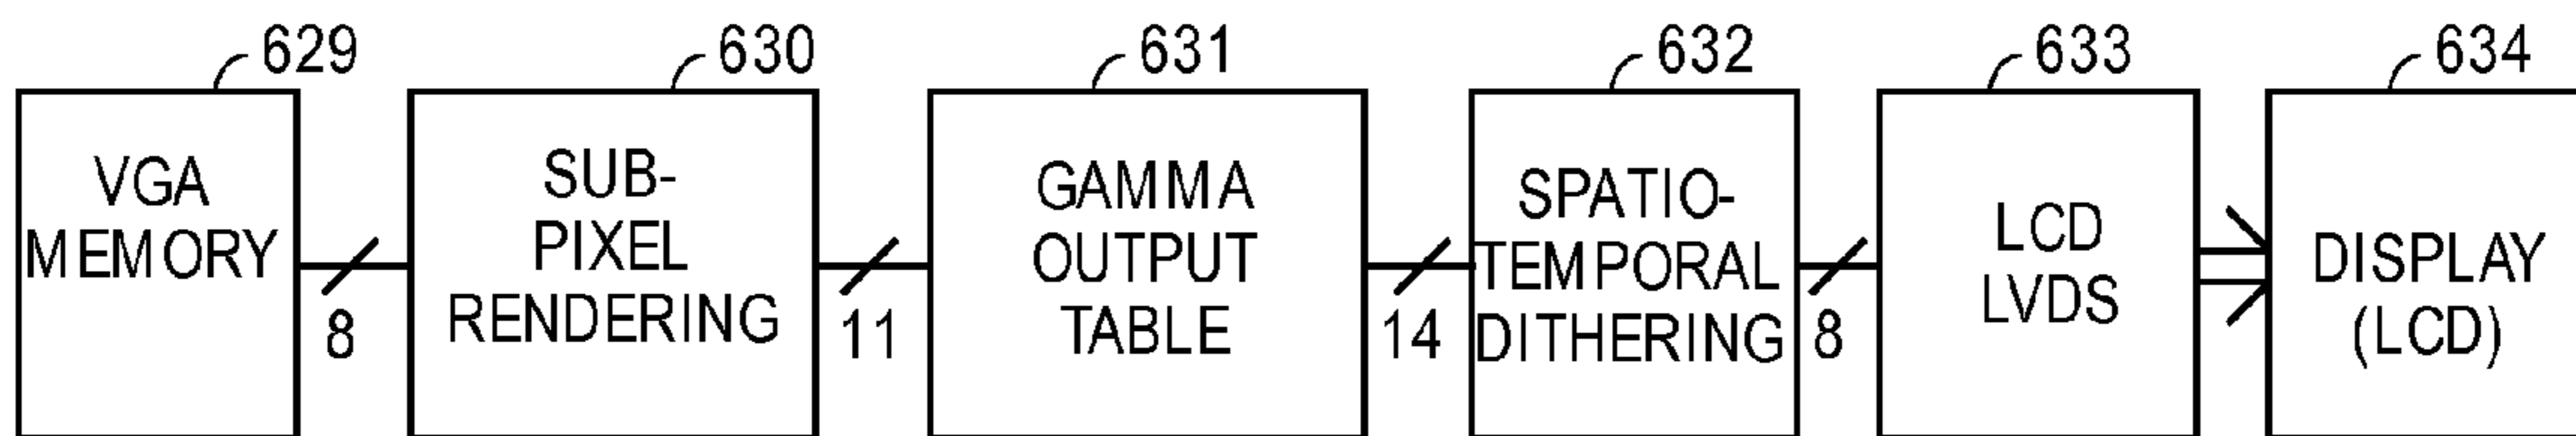 629
630
631
632
633
634
VGA
MEMORY
8
SUB-
PIXEL
RENDERING
11
GAMMA
OUTPUT
TABLE
14
SPATIO-
TEMPORAL
DITHERING
8
LCD
LVDS
DISPLAY
(LCD)